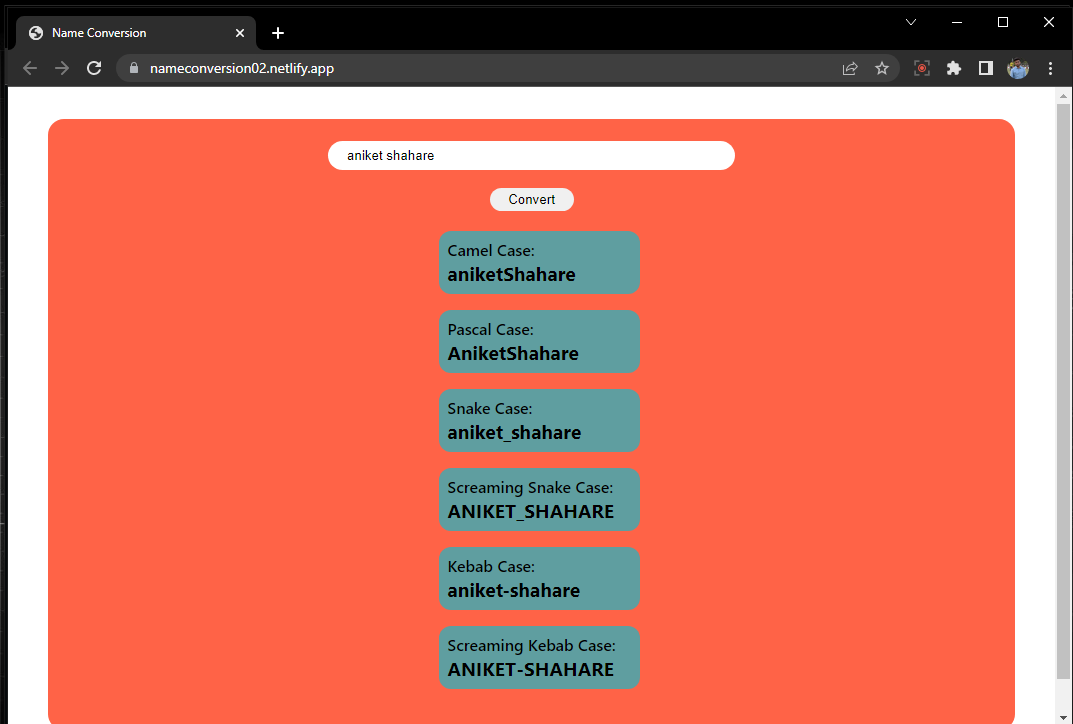 Name Conversion
nameconversion02.netlify.app
aniket shahare
Convert
Camel Case:
aniketShahare
Pascal Case:
AniketShahare
Snake Case:
aniket_shahare
Screaming Snake Case:
ANIKET_SHAHARE
Kebab Case:
aniket-shahare
Screaming Kebab Case:
ANIKET-SHAHARE